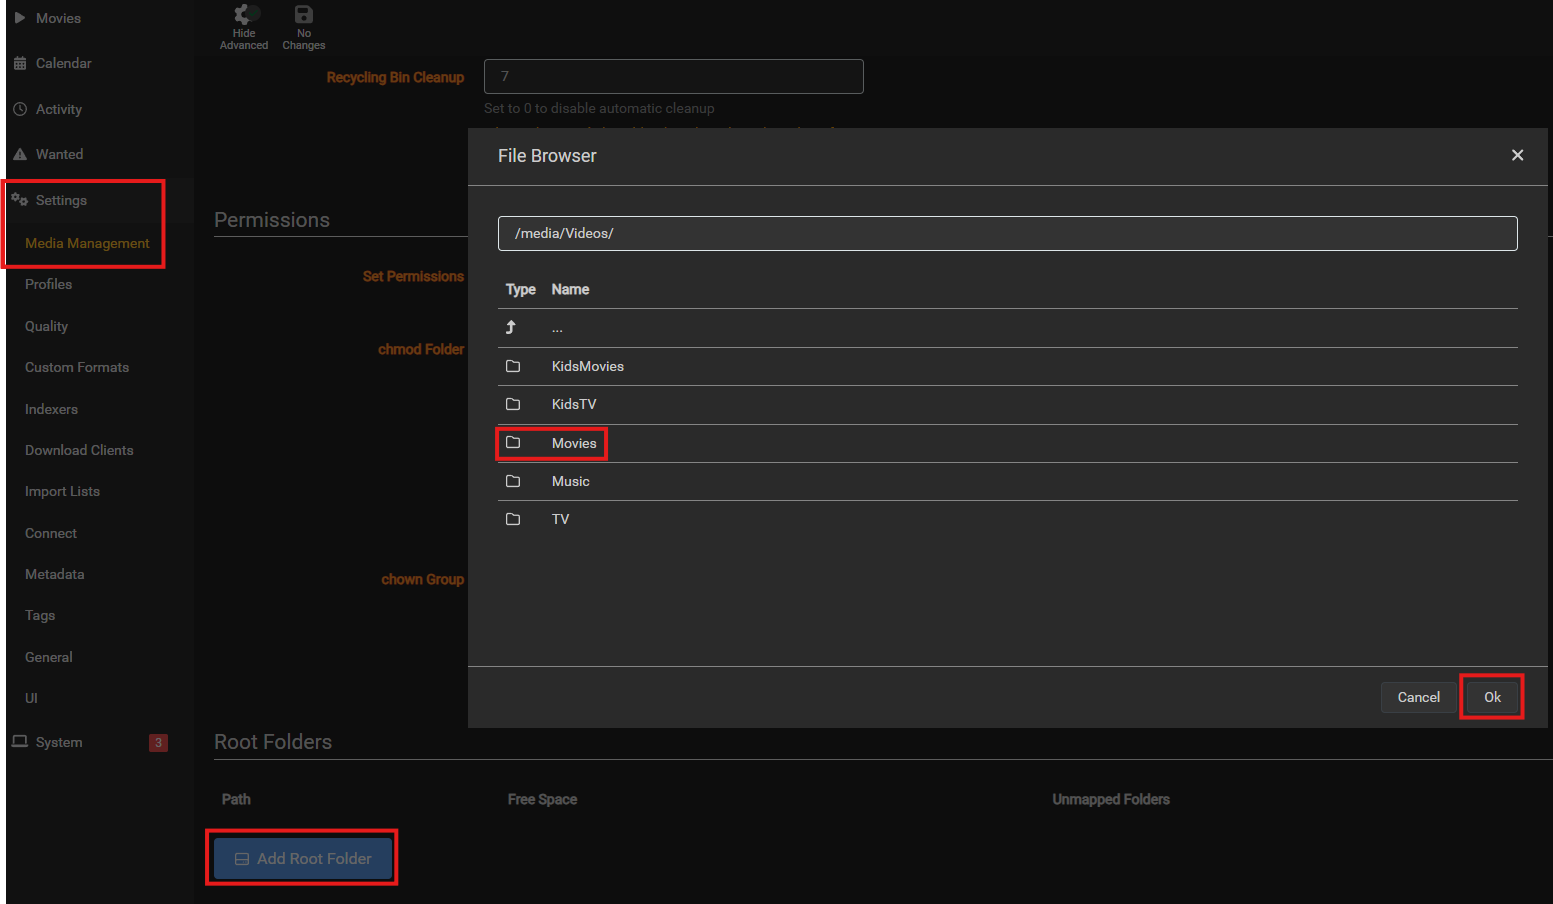 Movies
Calendar
Activity
Wanted
Settings
Media Management
Profiles
Quality
Custom Formats
Indexers
Download Clients
Import Lists
Connect
Metadata
Tags
General
UI
System 3
Hide
Advanced
No
Changes
Recycling Bin Cleanup 7
Set to 0 to disable automatic cleanup
Permissions
Set Permissions
chmod Folder
chown Group
File Browser
/media/Videos/
Type Name
...
KidsMovies
KidsTV
Movies
Music
TV
Cancel Ok
Root Folders
Path Free Space Unmapped Folders
Add Root Folder